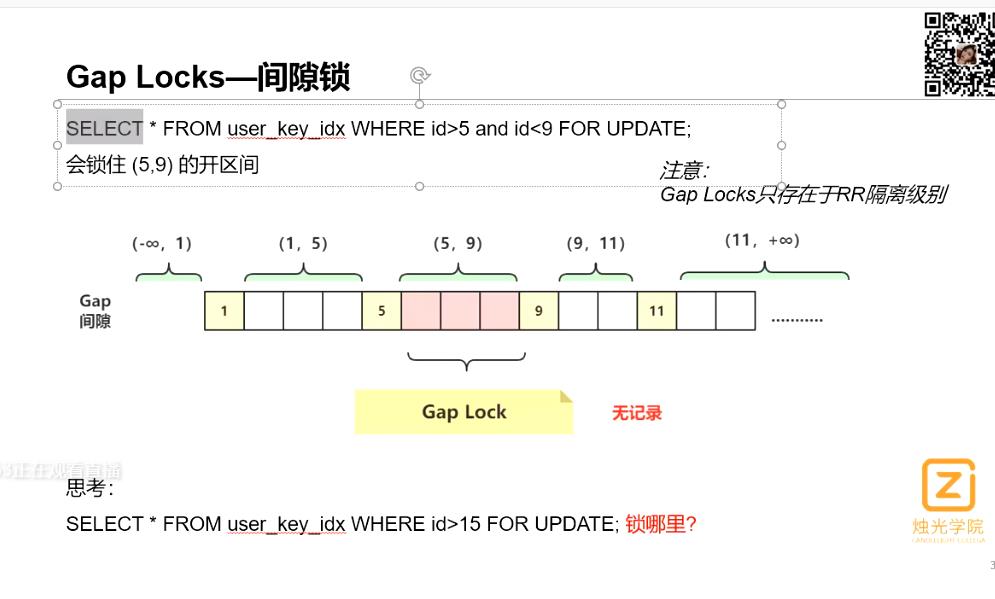 Gap Locks—间隙锁
SELECT * FROM user_key_idx WHERE id>5 and id<9 FOR UPDATE;
会锁住 (5,9) 的开区间
注意：
Gap Locks只存在于RR隔离级别
(-∞, 1) (1, 5) (5, 9) (9, 11) (11, +∞)
Gap
间隙
1 5 9 11 ...........
Gap Lock 无记录
3正在观看直播
思考：
SELECT * FROM user_key_idx WHERE id>15 FOR UPDATE; 锁哪里?
烛光学院
3